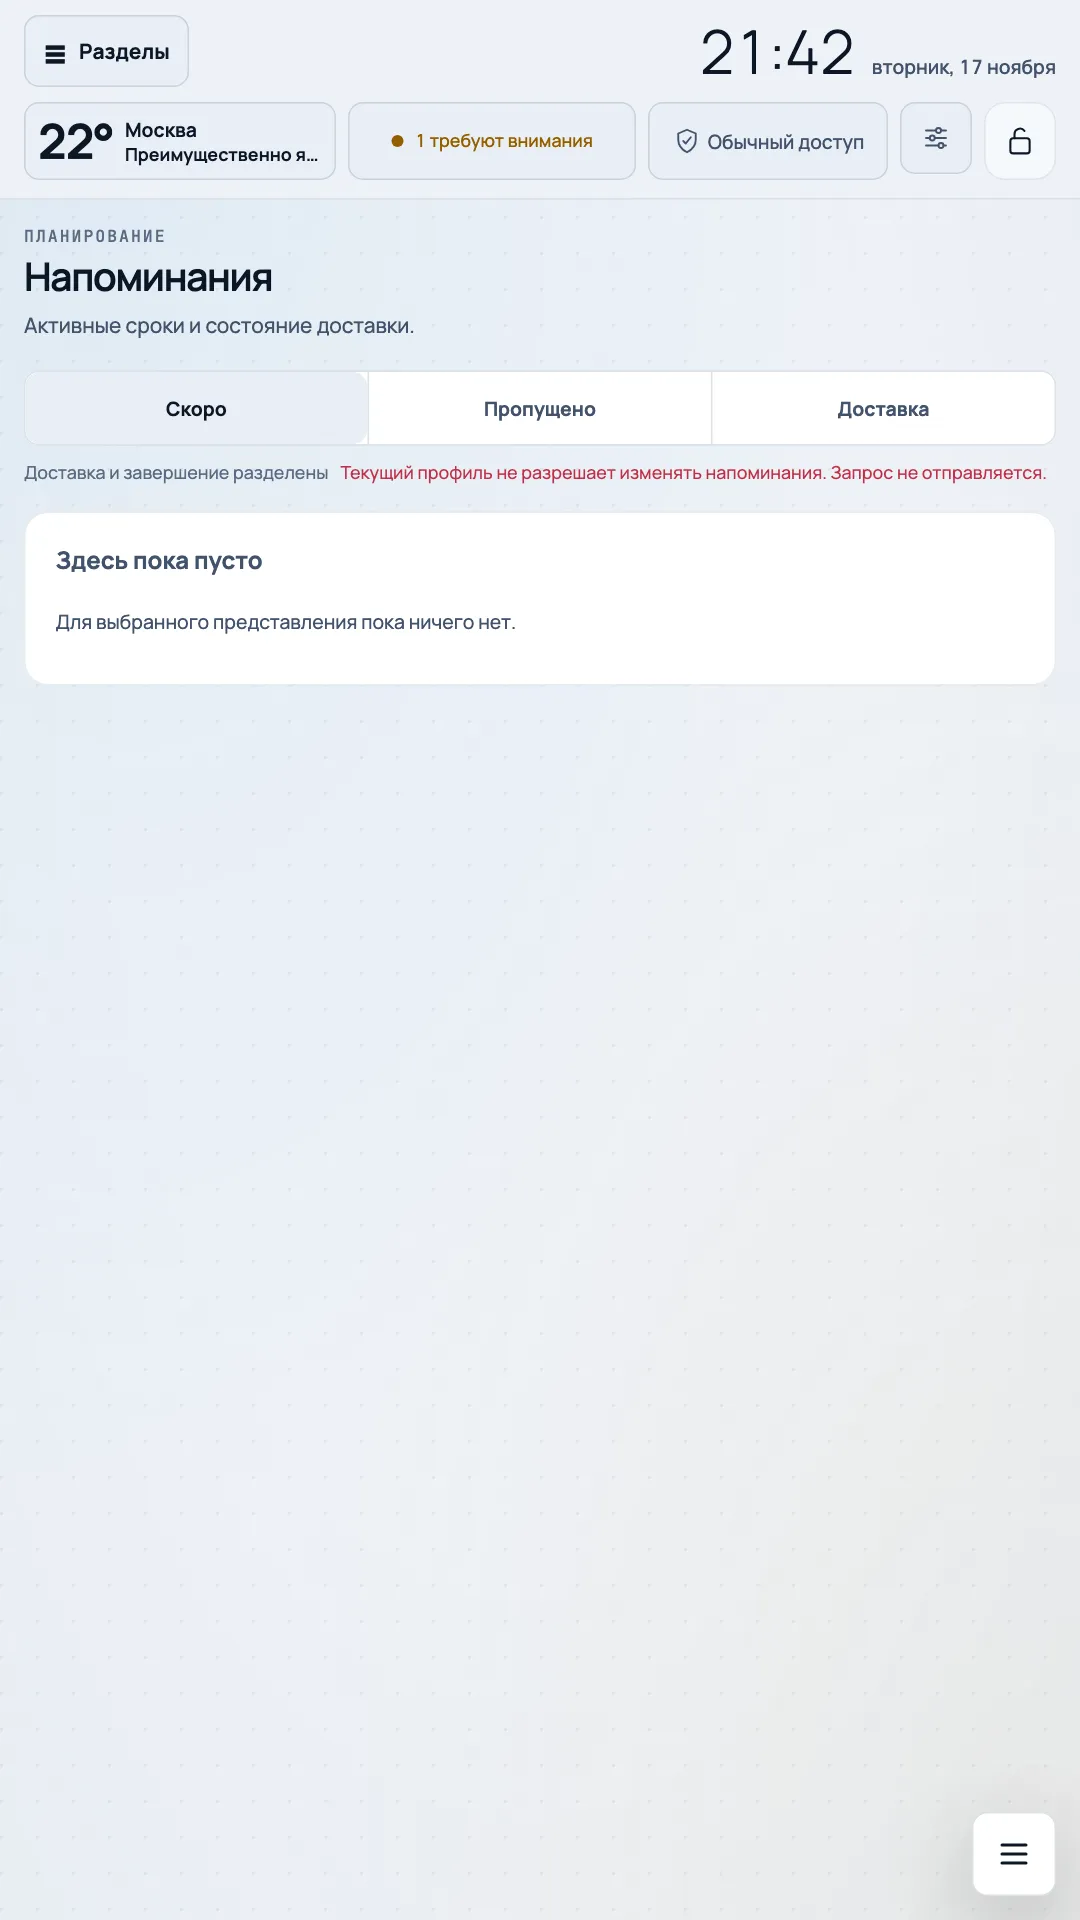 Разделы
21:42 вторник, 17 ноября
22° Москва
Преимущественно я...
1 требуют внимания
Обычный доступ
ПЛАНИРОВАНИЕ
Напоминания
Активные сроки и состояние доставки.
Скоро
Пропущено
Доставка
Доставка и завершение разделены Текущий профиль не разрешает изменять напоминания. Запрос не отправляется.
Здесь пока пусто
Для выбранного представления пока ничего нет.